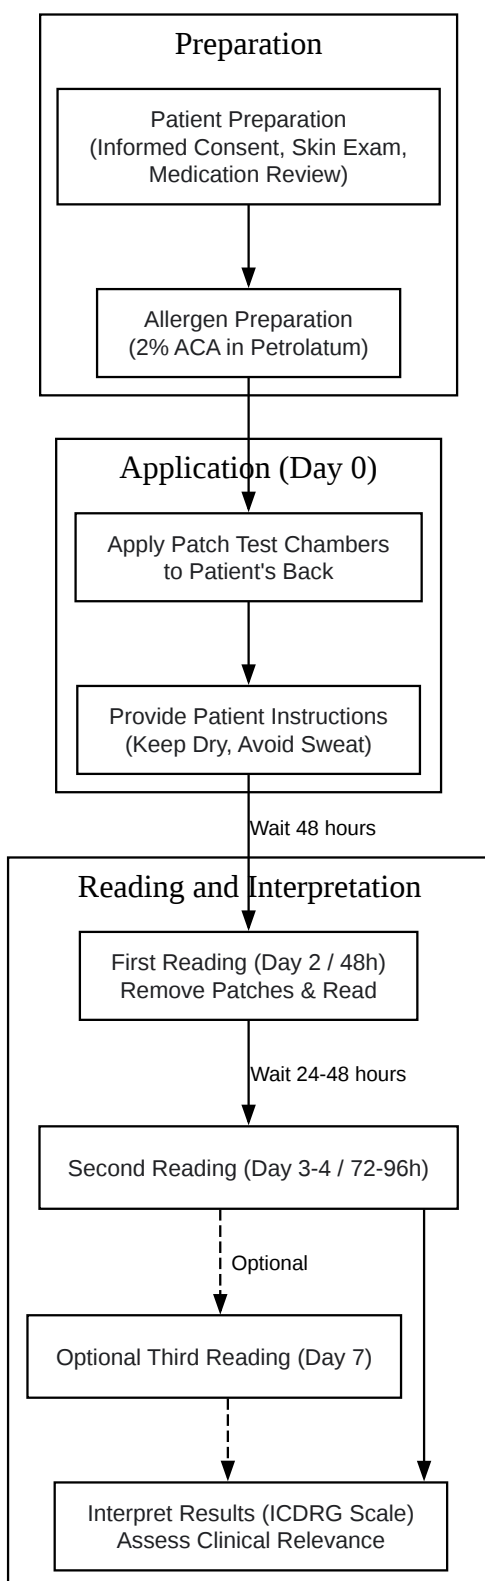 Preparation
Patient Preparation
(Informed Consent, Skin Exam,
Medication Review)
Allergen Preparation
(2% ACA in Petrolatum)
Application (Day 0)
Apply Patch Test Chambers
to Patient's Back
Provide Patient Instructions
(Keep Dry, Avoid Sweat)
Wait 48 hours
Reading and Interpretation
First Reading (Day 2 / 48h)
Remove Patches & Read
Wait 24-48 hours
Second Reading (Day 3-4 / 72-96h)
Optional
Optional Third Reading (Day 7)
Interpret Results (ICDRG Scale)
Assess Clinical Relevance